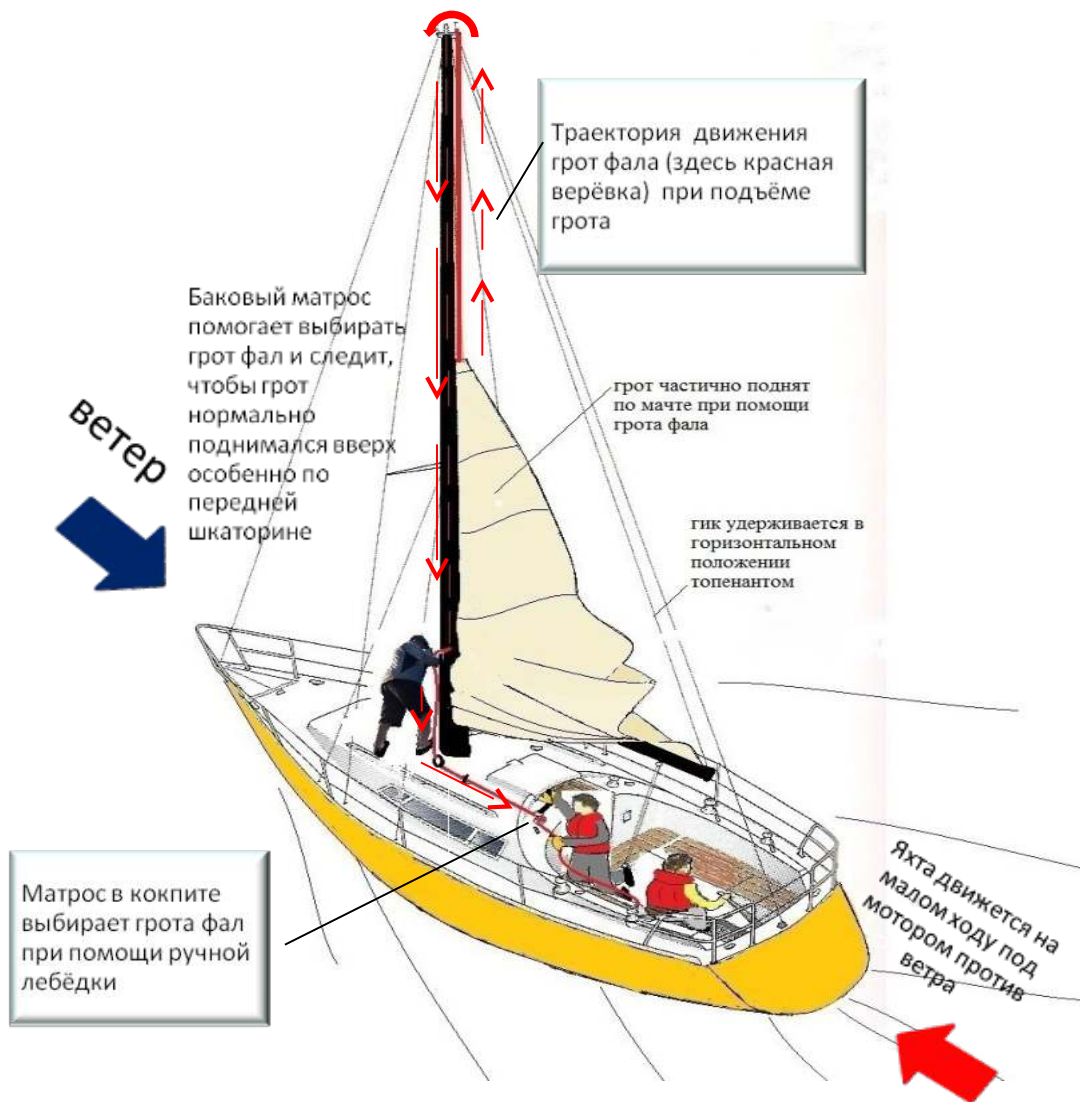 Траектория движения
грот фала (здесь красная
верёвка) при подъёме
грота
Баковый матрос
помогает выбирать
грот фал и следит,
чтобы грот
нормально
поднимался вверх
особенно по
передней
шкаторине
ветер
грот частично поднят
по мачте при помощи
грота фала
гик удерживается в
горизонтальном
положении
топенантом
Матрос в кокпите
выбирает грота фал
при помощи ручной
лебёдки
Яхта движется на
малом ходу под
мотором против
ветра